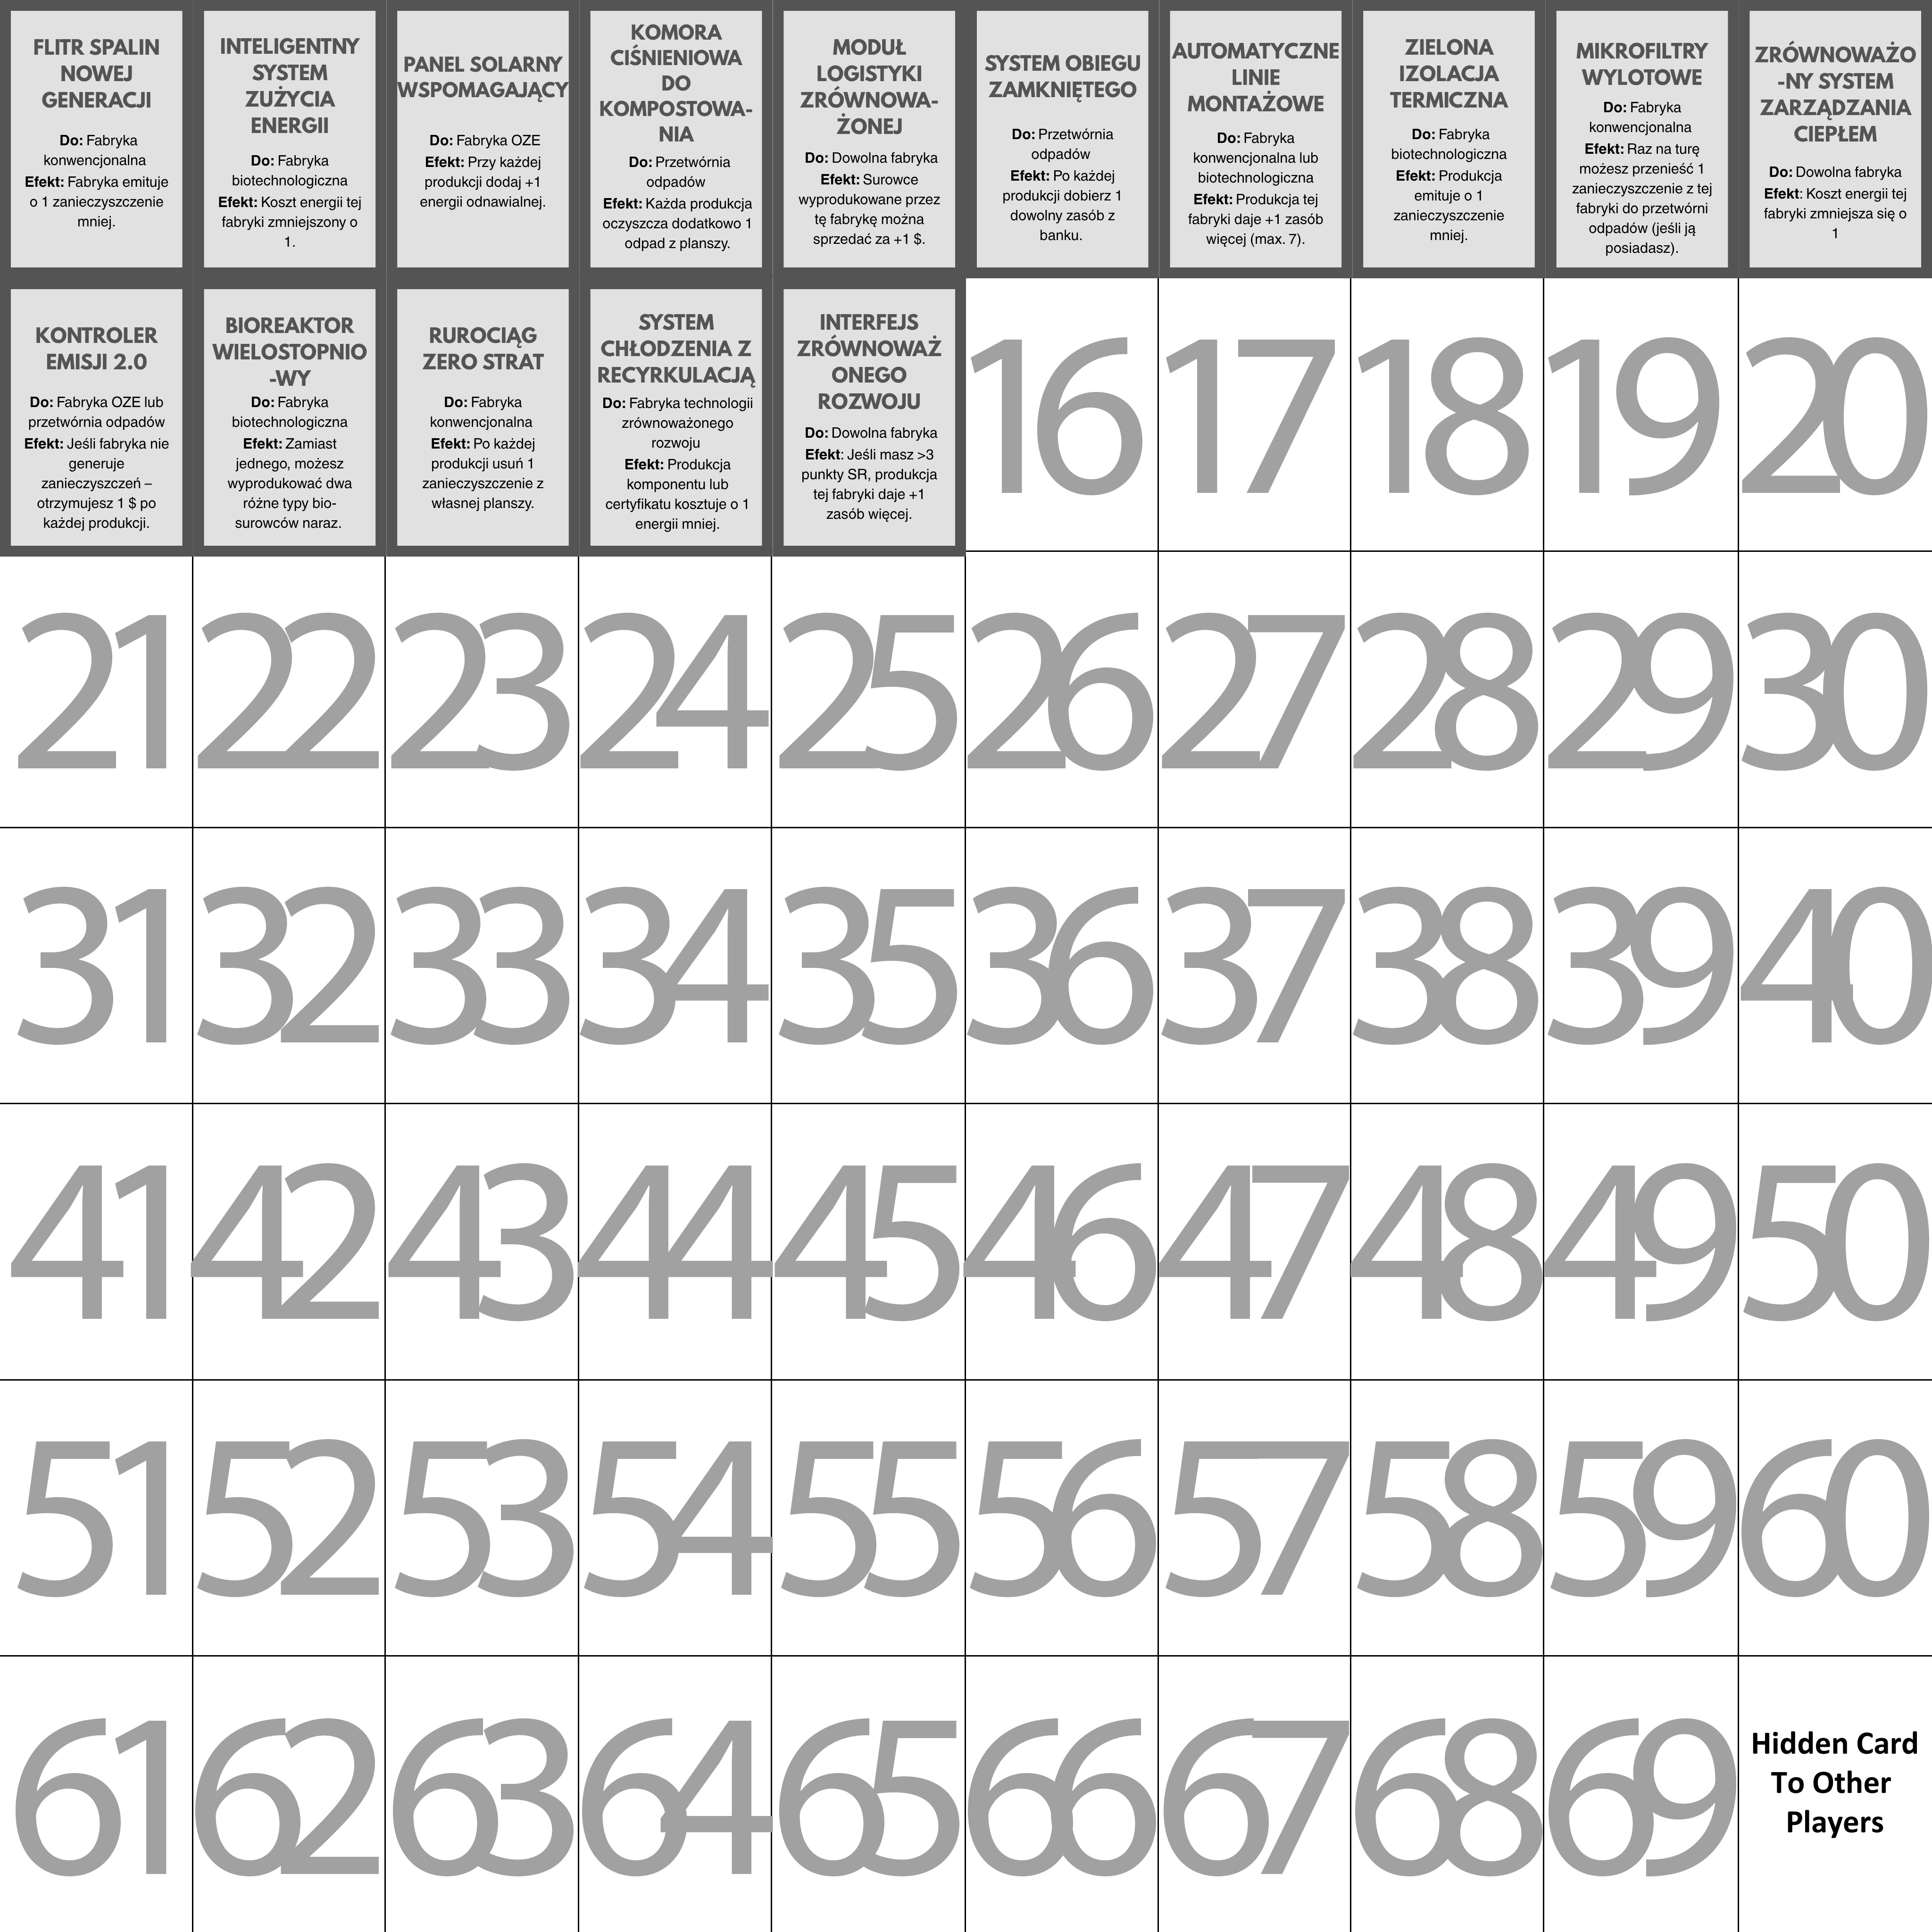 FLITR SPALIN
NOWEJ
GENERACJI
Do: Fabryka
konwencjonalna
Efekt: Fabryka emituje
o 1 zanieczyszczenie
mniej.
INTELIGENTNY
SYSTEM
ZUŻYCIA
ENERGII
Do: Fabryka
biotechnologiczna
Efekt: Koszt energii tej
fabryki zmniejszony o
1.
PANEL SOLARNY
WSPOMAGAJĄCY
Do: Fabryka OZE
Efekt: Przy każdej
produkcji dodaj +1
energii odnawialnej.
KOMORA
CIŚNIENIOWA
DO
KOMPOSTOWA-
NIA
Do: Przetwórnia
odpadów
Efekt: Każda produkcja
oczyszcza dodatkowo 1
odpad z planszy.
MODUŁ
LOGISTYKI
ZRÓWNOWA-
ŻONEJ
Do: Dowolna fabryka
Efekt: Surowce
wyprodukowane przez
tę fabrykę można
sprzedać za +1 $.
SYSTEM OBIEGU
ZAMKNIĘTEGO
Do: Przetwórnia
odpadów
Efekt: Po każdej
produkcji dobierz 1
dowolny zasób z
banku.
AUTOMATYCZNE
LINIE
MONTAŻOWE
Do: Fabryka
konwencjonalna lub
biotechnologiczna
Efekt: Produkcja tej
fabryki daje +1 zasób
więcej (max. 7).
ZIELONA
IZOLACJA
TERMICZNA
Do: Fabryka
biotechnologiczna
Efekt: Produkcja
emituje o 1
zanieczyszczenie
mniej.
MIKROFILTRY
WYLOTOWE
Do: Fabryka
konwencjonalna
Efekt: Raz na turę
możesz przenieść 1
zanieczyszczenie z tej
fabryki do przetwórni
odpadów (jeśli ją
posiadasz).
ZRÓWNOWAŻO
-NY SYSTEM
ZARZĄDZANIA
CIEPŁEM
Do: Dowolna fabryka
Efekt: Koszt energii tej
fabryki zmniejsza się o
1
KONTROLER
EMISJI 2.0
Do: Fabryka OZE lub
przetwórnia odpadów
Efekt: Jeśli fabryka nie
generuje
zanieczyszczeń –
otrzymujesz 1 $ po
każdej produkcji.
BIOREAKTOR
WIELOSTOPNIO
-WY
Do: Fabryka
biotechnologiczna
Efekt: Zamiast
jednego, możesz
wyprodukować dwa
różne typy bio-
surowców naraz.
RUROCIĄG
ZERO STRAT
Do: Fabryka
konwencjonalna
Efekt: Po każdej
produkcji usuń 1
zanieczyszczenie z
własnej planszy.
SYSTEM
CHŁODZENIA Z
RECYRKULACJĄ
Do: Fabryka technologii
zrównoważonego
rozwoju
Efekt: Produkcja
komponentu lub
certyfikatu kosztuje o 1
energii mniej.
INTERFEJS
ZRÓWNOWAŻ
ONEGO
ROZWOJU
Do: Dowolna fabryka
Efekt: Jeśli masz >3
punkty SR, produkcja
tej fabryki daje +1
zasób więcej.
16 17 18 19 20
21 22 23 24 25 26 27 28 29 30
31 32 33 34 35 36 37 38 39 40
41 42 43 44 45 46 47 48 49 50
51 52 53 54 55 56 57 58 59 60
61 62 63 64 65 66 67 68 69
Hidden Card
To Other
Players